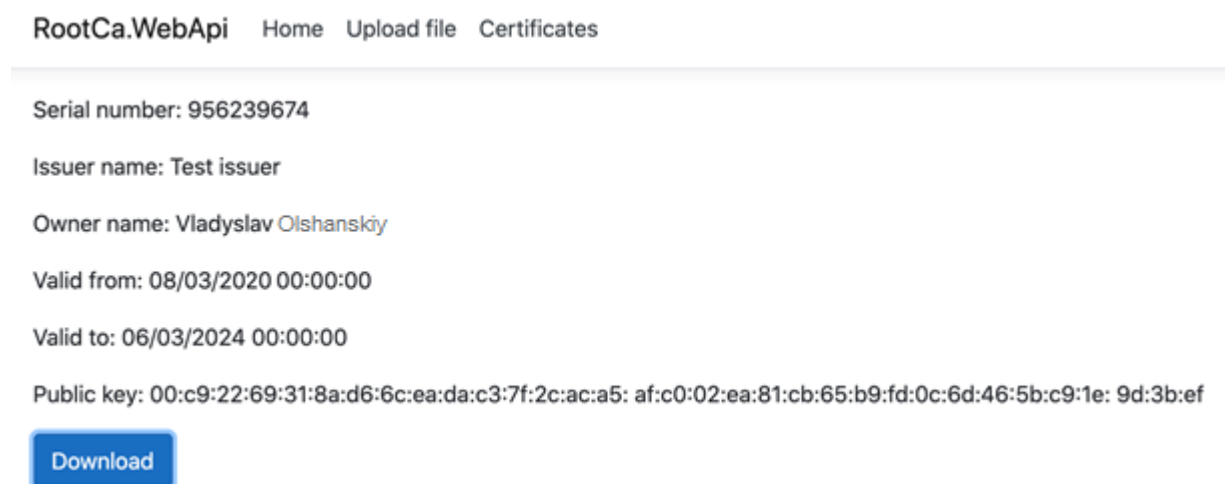 RootCa.WebApi Home Upload file Certificates
Serial number: 956239674
Issuer name: Test issuer
Owner name: Vladyslav Olshanskiy
Valid from: 08/03/2020 00:00:00
Valid to: 06/03/2024 00:00:00
Public key: 00:c9:22:69:31:8a:d6:6c:ea:da:c3:7f:2c:ac:a5: af:c0:02:ea:81:cb:65:b9:fd:0c:6d:46:5b:c9:1e: 9d:3b:ef
Download